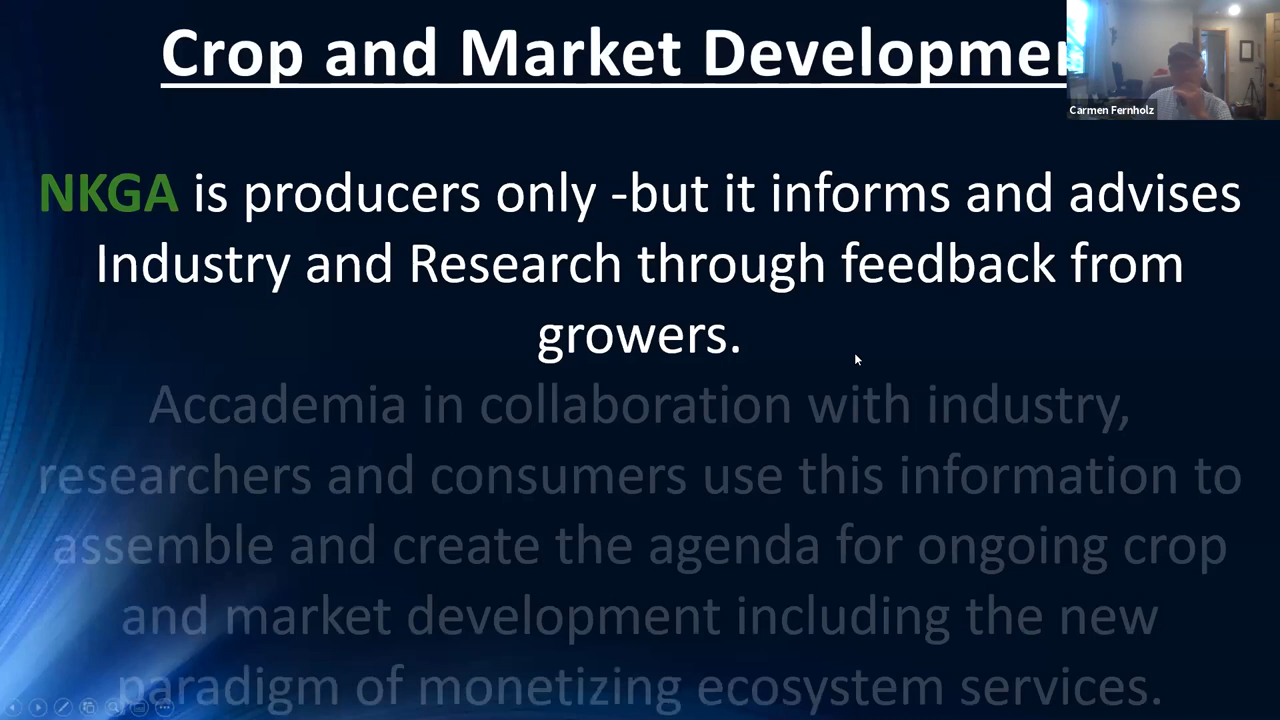 Crop and Market Developmen
Carmen Fernholz
NKGA is producers only -but it informs and advises
Industry and Research through feedback from
growers.
Accademia in collaboration with industry,
researchers and consumers use this information to
assemble and create the agenda for ongoing crop
and market development including the new
paradigm of monetizing ecosystem services.